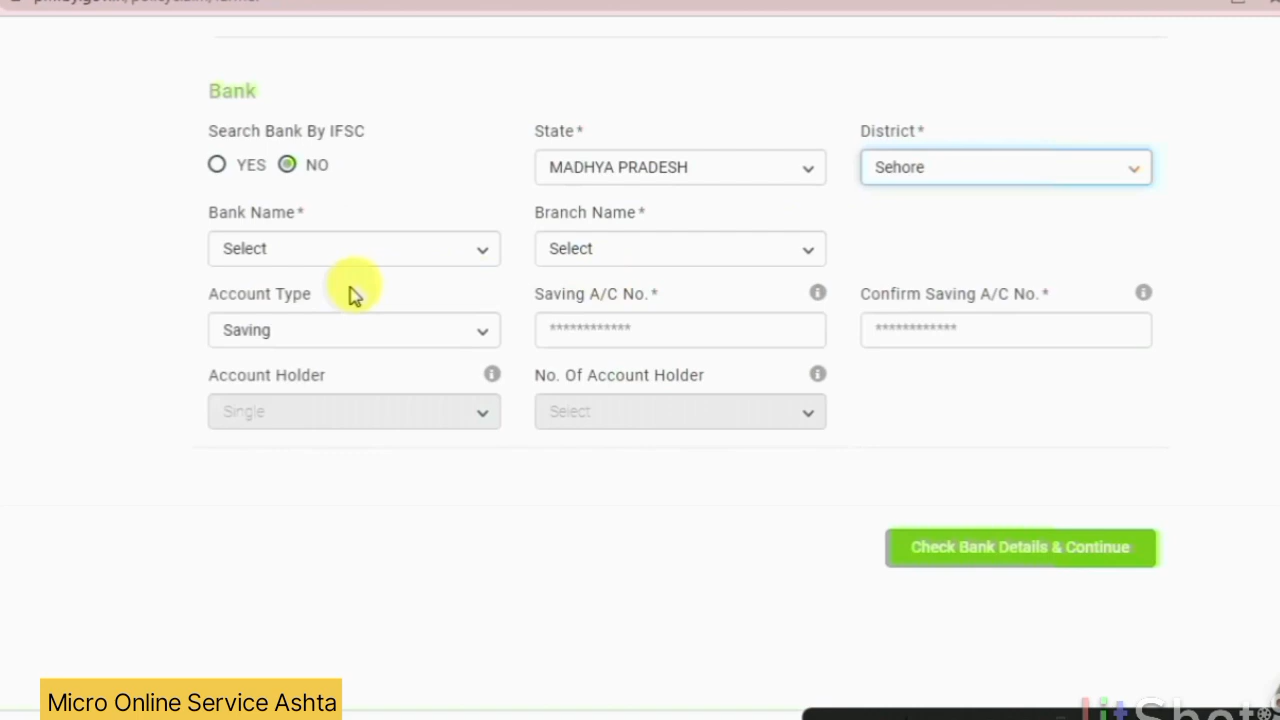 Bank
Search Bank By IFSC
State*
District*
YES
NO
MADHYA PRADESH
Sehore
Bank Name*
Branch Name*
Select
Select
Account Type
Saving A/C No.*
Confirm Saving A/C No.*
Saving
************
************
Account Holder
No. Of Account Holder
Single
Select
Check Bank Details & Continue
Micro Online Service Ashta